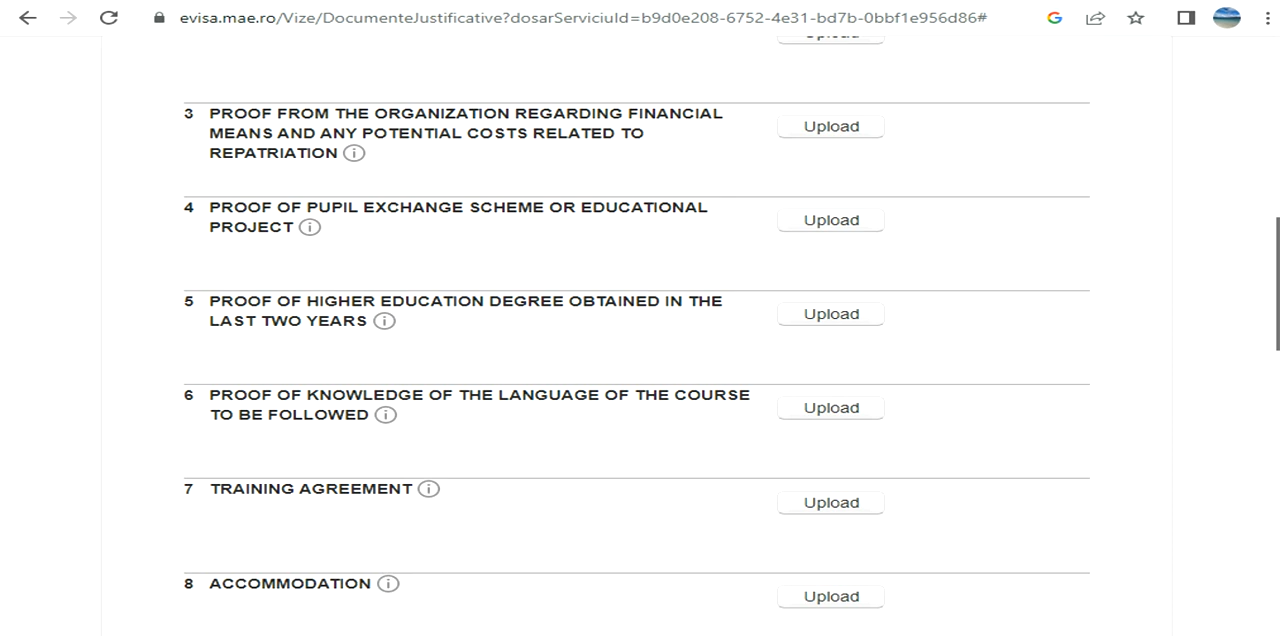 evisa.mae.ro/Vize/DocumenteJustificative?dosarServiciuId=b9d0e208-6752-4e31-bd7b-0bbf1e956d86#
Upload
3 PROOF FROM THE ORGANIZATION REGARDING FINANCIAL
MEANS AND ANY POTENTIAL COSTS RELATED TO
REPATRIATION
Upload
4 PROOF OF PUPIL EXCHANGE SCHEME OR EDUCATIONAL
PROJECT
Upload
5 PROOF OF HIGHER EDUCATION DEGREE OBTAINED IN THE
LAST TWO YEARS
Upload
6 PROOF OF KNOWLEDGE OF THE LANGUAGE OF THE COURSE
TO BE FOLLOWED
Upload
7 TRAINING AGREEMENT
Upload
8 ACCOMMODATION
Upload